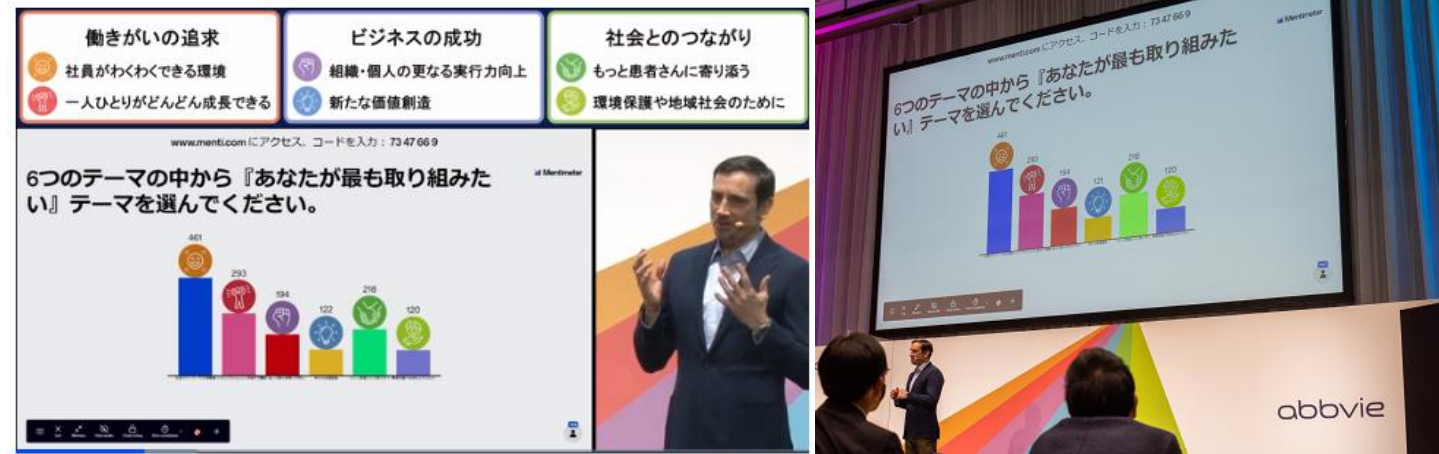 働きがいの追求
社員がわくわくできる環境
一人ひとりがどんどん成長できる
ビジネスの成功
組織・個人の更なる実行力向上
新たな価値創造
社会とのつながり
もっと患者さんに寄り添う
環境保護や地域社会のために
www.menti.com にアクセス、コードを入力：73 47 66 9
6つのテーマの中から『あなたが最も取り組みた
い』テーマを選んでください。
Mentimeter
461
293
194
122
218
120
www.menti.com にアクセス、コードを入力：73 47 66 9
Mentimeter
6つのテーマの中から『あなたが最も取り組みた
い』テーマを選んでください。
461
293
194
121
218
120
abbvie